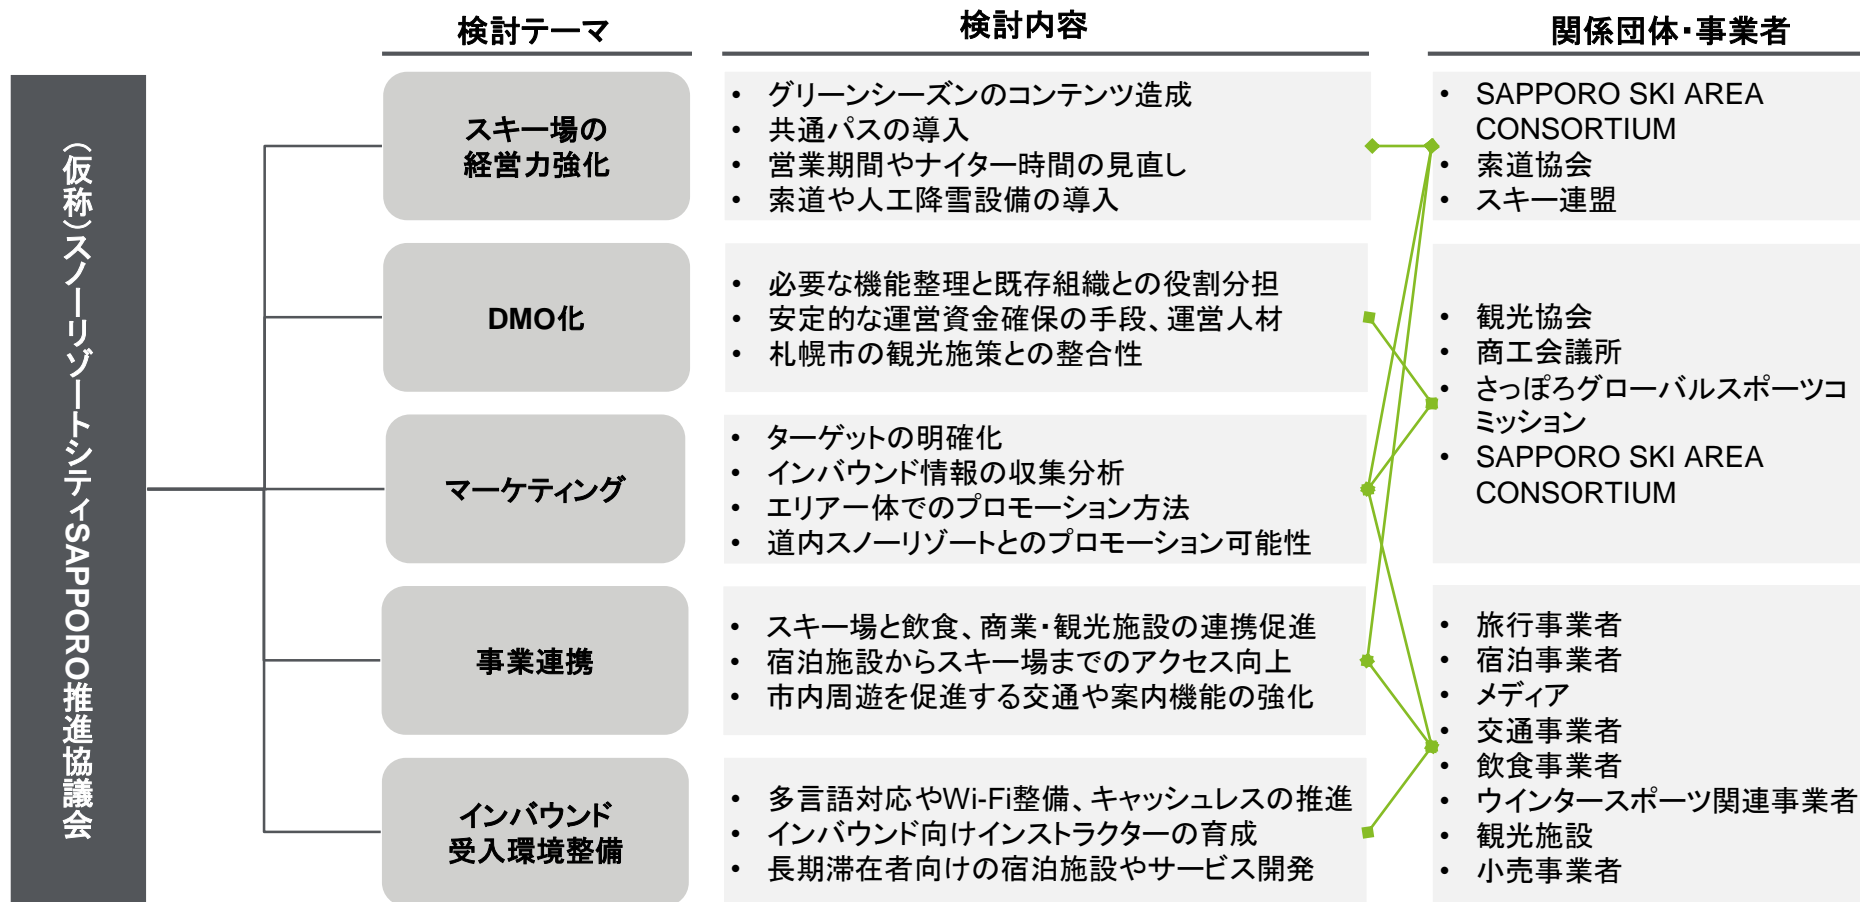 検討テーマ
検討内容
関係団体・事業者
（仮称）スノーリゾートシティSAPPORO推進協議会
スキー場の
経営力強化
• グリーンシーズンのコンテンツ造成
• 共通パスの導入
• 営業期間やナイター時間の見直し
• 索道や人工降雪設備の導入
DMO化
• 必要な機能整理と既存組織との役割分担
• 安定的な運営資金確保の手段、運営人材
• 札幌市の観光施策との整合性
マーケティング
• ターゲットの明確化
• インバウンド情報の収集分析
• エリア一体でのプロモーション方法
• 道内スノーリゾートとのプロモーション可能性
事業連携
• スキー場と飲食、商業・観光施設の連携促進
• 宿泊施設からスキー場までのアクセス向上
• 市内周遊を促進する交通や案内機能の強化
インバウンド
受入環境整備
• 多言語対応やWi-Fi整備、キャッシュレスの推進
• インバウンド向けインストラクターの育成
• 長期滞在者向けの宿泊施設やサービス開発
• SAPPORO SKI AREA
CONSORTIUM
• 索道協会
• スキー連盟
• 観光協会
• 商工会議所
• さっぽろグローバルスポーツコ
ミッション
• SAPPORO SKI AREA
CONSORTIUM
• 旅行事業者
• 宿泊事業者
• メディア
• 交通事業者
• 飲食事業者
• ウインタースポーツ関連事業者
• 観光施設
• 小売事業者